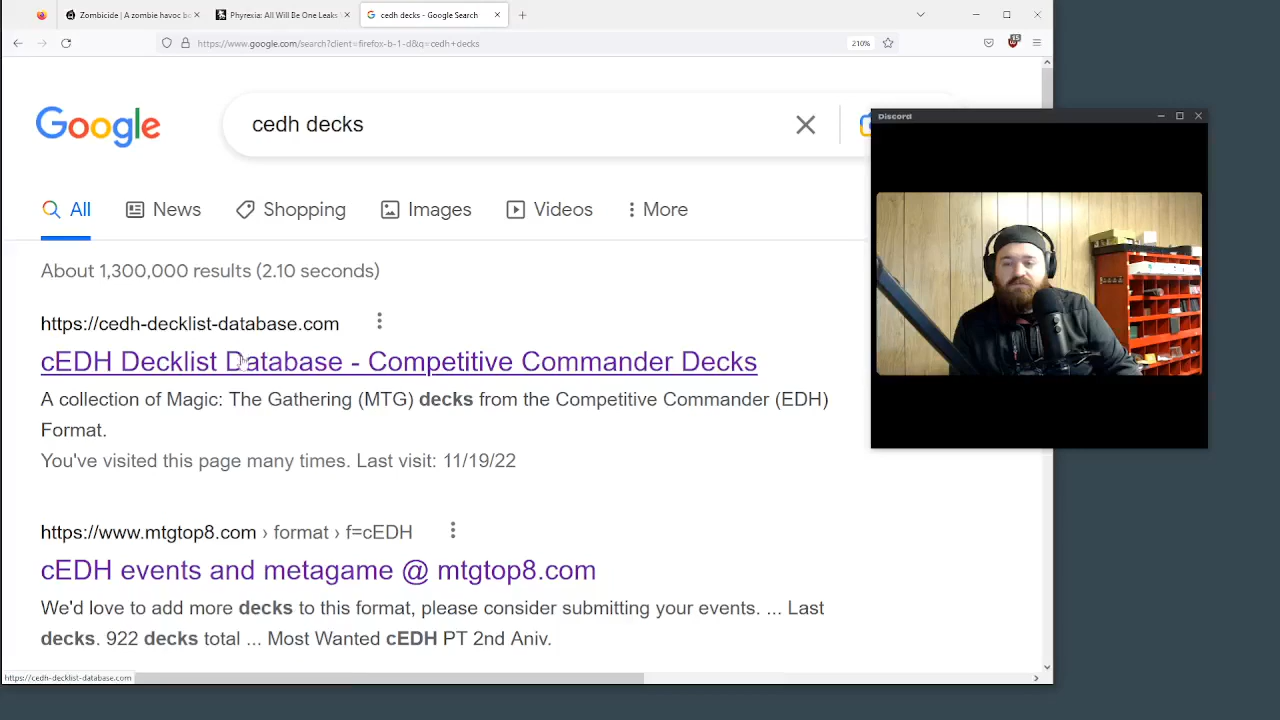 Zombicide | A zombie havoc b
Phyrexia: All Will Be One Leaks
cedh decks - Google Search
https://www.google.com/search?client=firefox-b-1-d&q=cedh+decks
210%
Google
cedh decks
Discord
All
News
Shopping
Images
Videos
More
About 1,300,000 results (2.10 seconds)
https://cedh-decklist-database.com
cEDH Decklist Database - Competitive Commander Decks
A collection of Magic: The Gathering (MTG) decks from the Competitive Commander (EDH)
Format.
You've visited this page many times. Last visit: 11/19/22
https://www.mtgtop8.com › format › f=cEDH
cEDH events and metagame @ mtgtop8.com
We'd love to add more decks to this format, please consider submitting your events. ... Last
decks. 922 decks total ... Most Wanted cEDH PT 2nd Aniv.
https://cedh-decklist-database.com